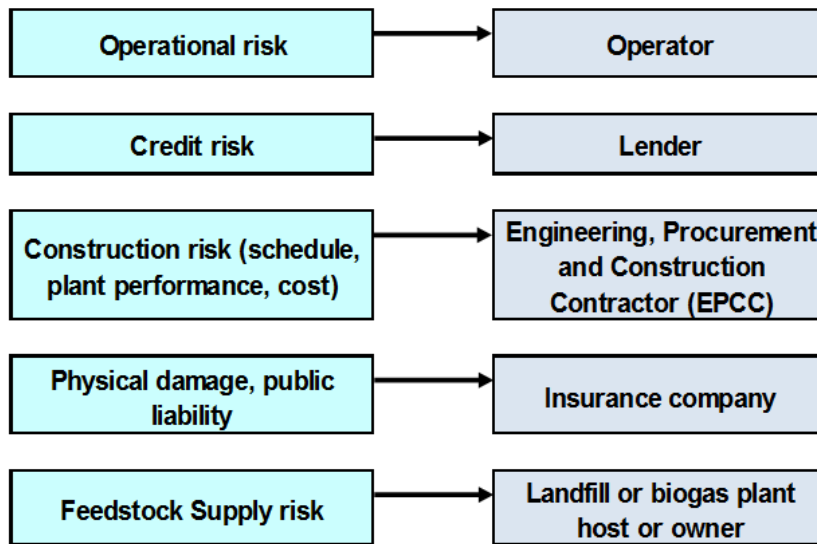 Operational risk
Operator
Credit risk
Lender
Construction risk (schedule,
plant performance, cost)
Engineering, Procurement
and Construction
Contractor (EPCC)
Physical damage, public
liability
Insurance company
Feedstock Supply risk
Landfill or biogas plant
host or owner